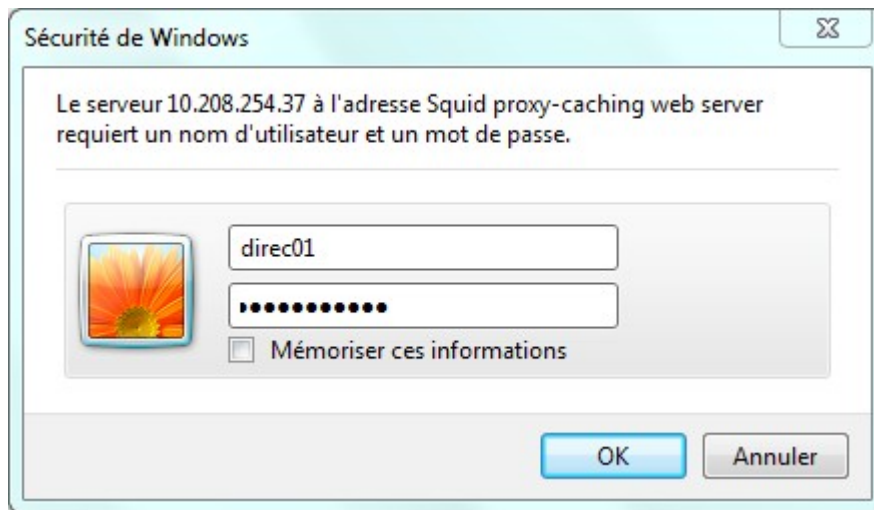 Sécurité de Windows
Le serveur 10.208.254.37 à l'adresse Squid proxy-caching web server
requiert un nom d'utilisateur et un mot de passe.
direc01
●●●●●●●●●●●
Mémoriser ces informations
OK
Annuler